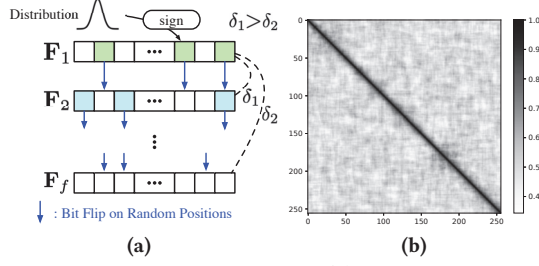 Distribution
sign
δ₁>δ₂
F₁
...
F₂
...
δ₁
δ₂
...
F_f
...
: Bit Flip on Random Positions
(a)
0
50
100
150
200
250
0
50
100
150
200
250
1.0
0.9
0.8
0.7
0.6
0.5
0.4
(b)